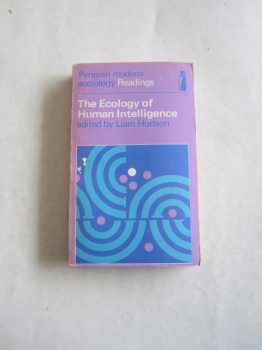 Penguin modern
sociology Readings
The Ecology of
Human Intelligence
edited by Liam Hudson